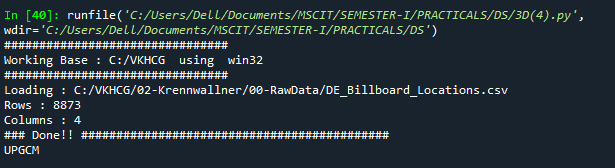 In [40]: runfile('C:/Users/Dell/Documents/MSCIT/SEMESTER-I/PRACTICALS/DS/3D(4).py',
wdir='C:/Users/Dell/Documents/MSCIT/SEMESTER-I/PRACTICALS/DS')
################################
Working Base : C:/VKHCG   using  win32
################################
Loading : C:/VKHCG/02-Krennwallner/00-RawData/DE_Billboard_Locations.csv
Rows : 8873
Columns : 4
### Done!! ############################################
UPGCM